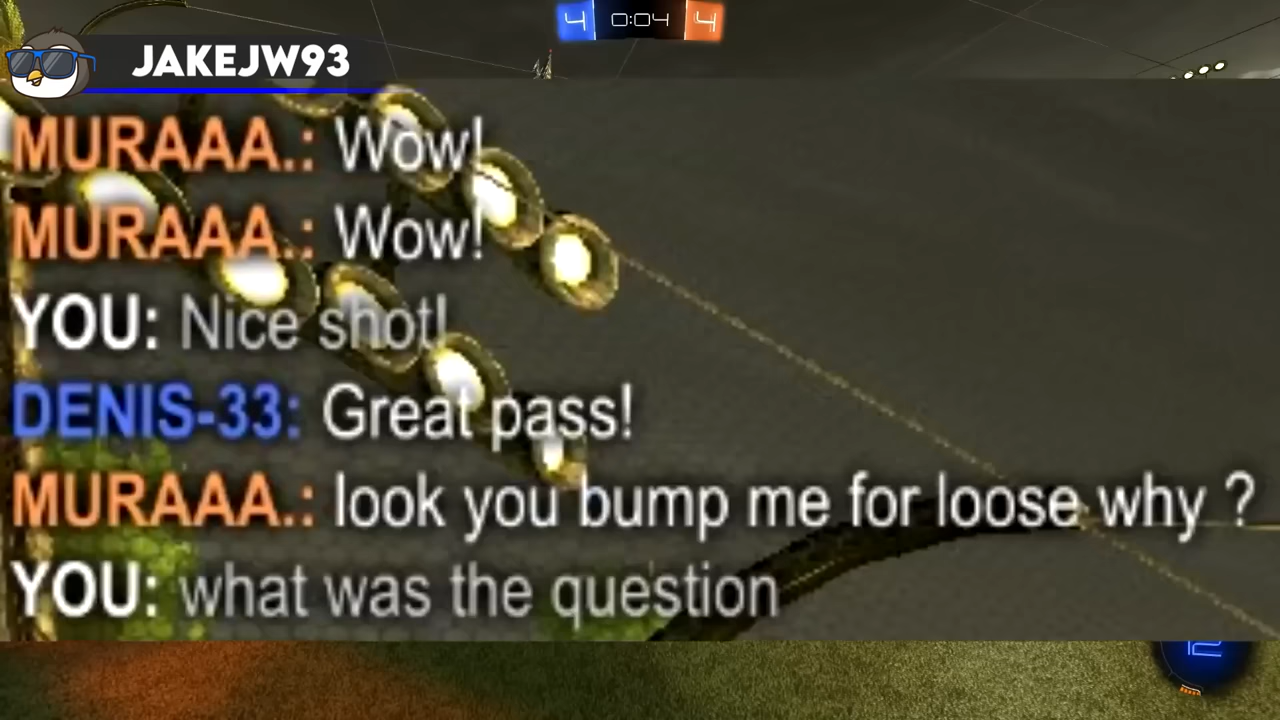 4 0:04 4
JAKEJW93
MURAAA.: Wow!
MURAAA.: Wow!
YOU: Nice shot!
DENIS-33: Great pass!
MURAAA.: look you bump me for loose why ?
YOU: what was the question
12